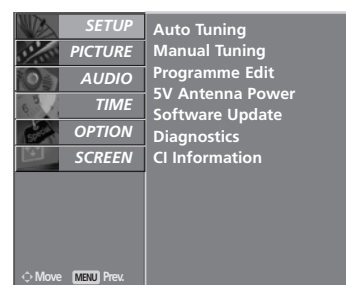 SETUP
PICTURE
AUDIO
TIME
OPTION
SCREEN
Auto Tuning
Manual Tuning
Programme Edit
5V Antenna Power
Software Update
Diagnostics
CI Information
Move MENU Prev.